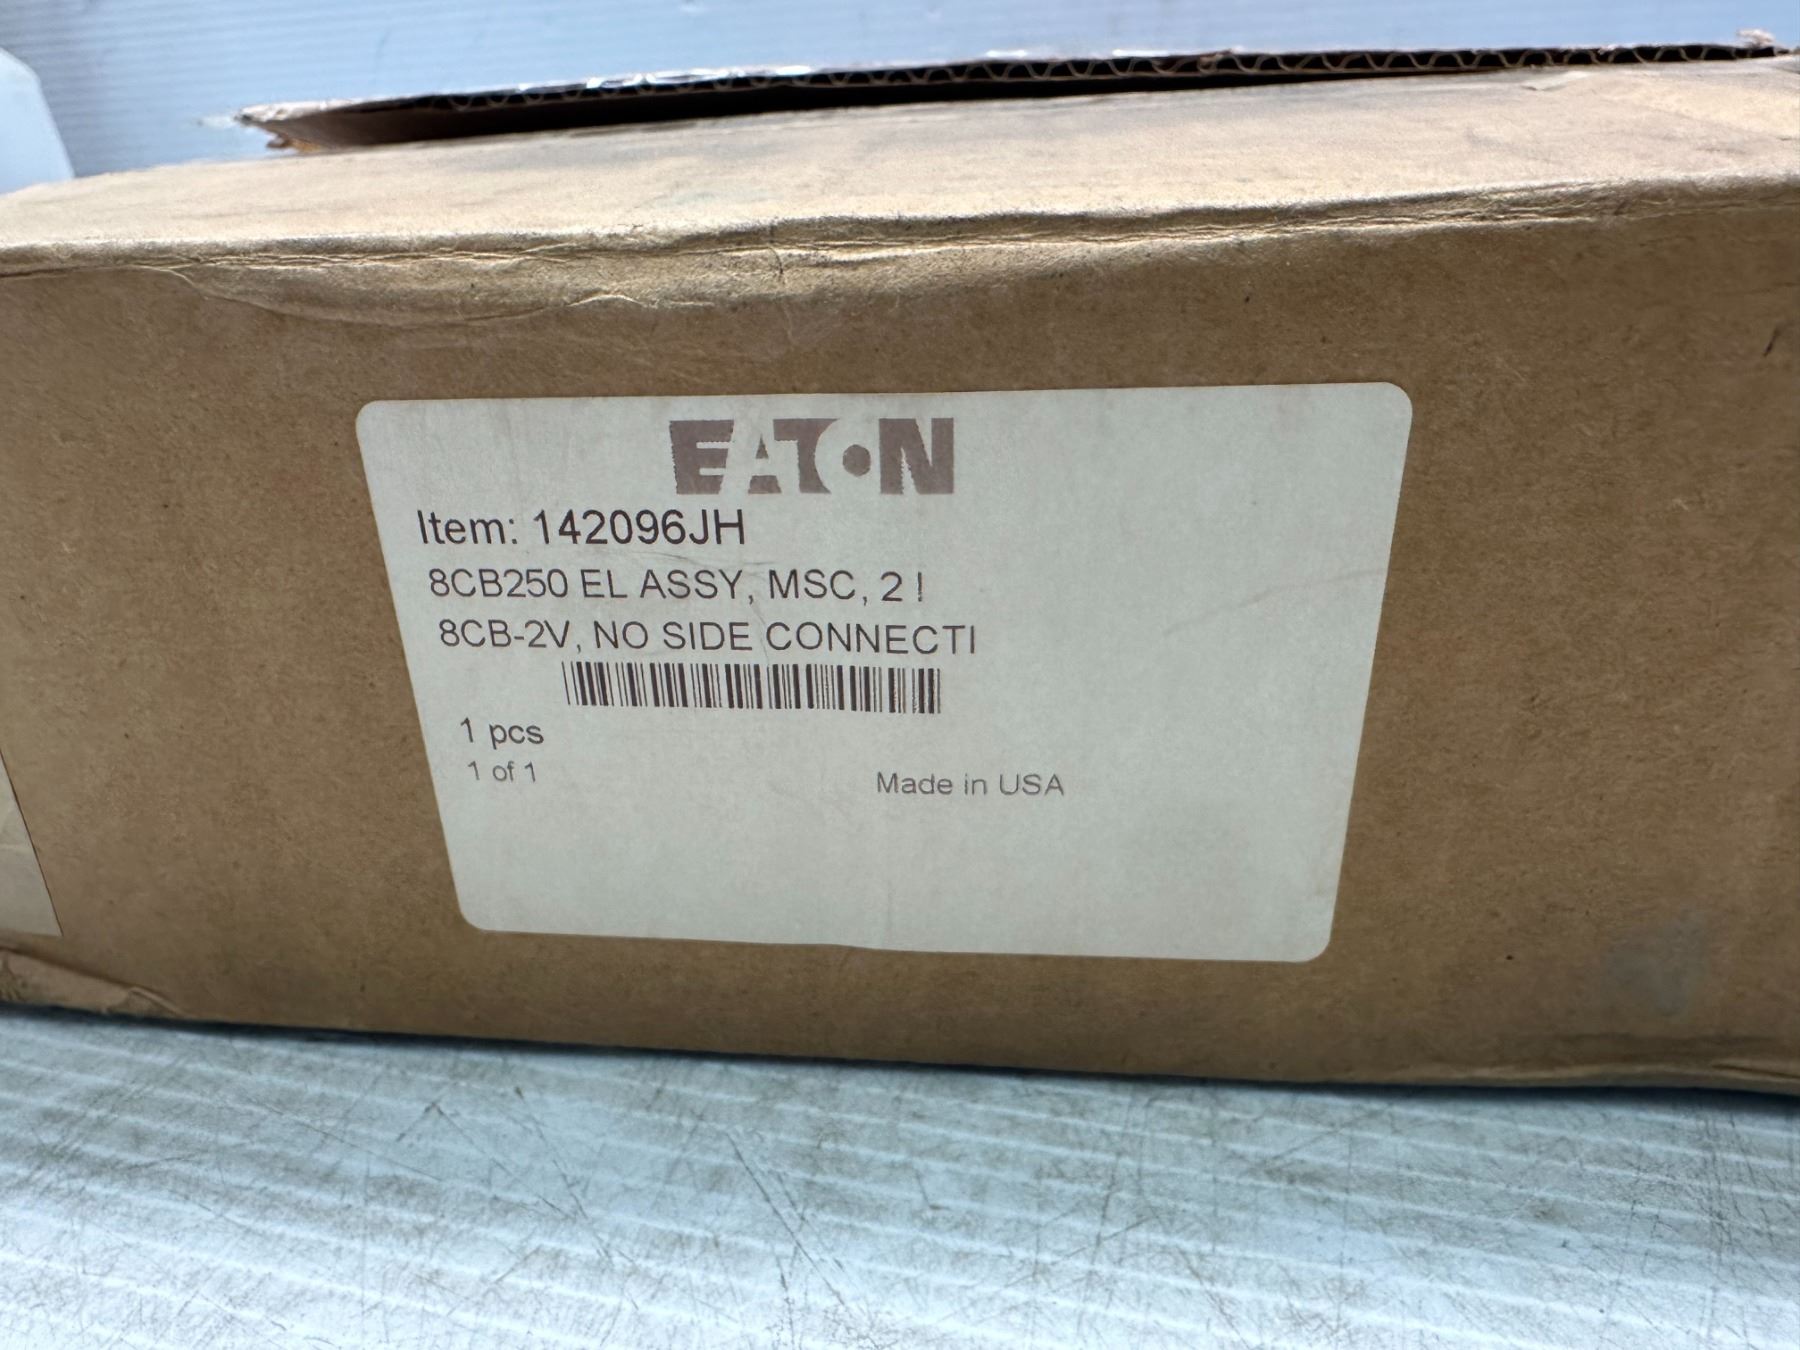 EATON
Item: 142096JH
8CB250 EL ASSY, MSC, 2 I
8CB-2V, NO SIDE CONNECTI
1 pcs
1 of 1
Made in USA